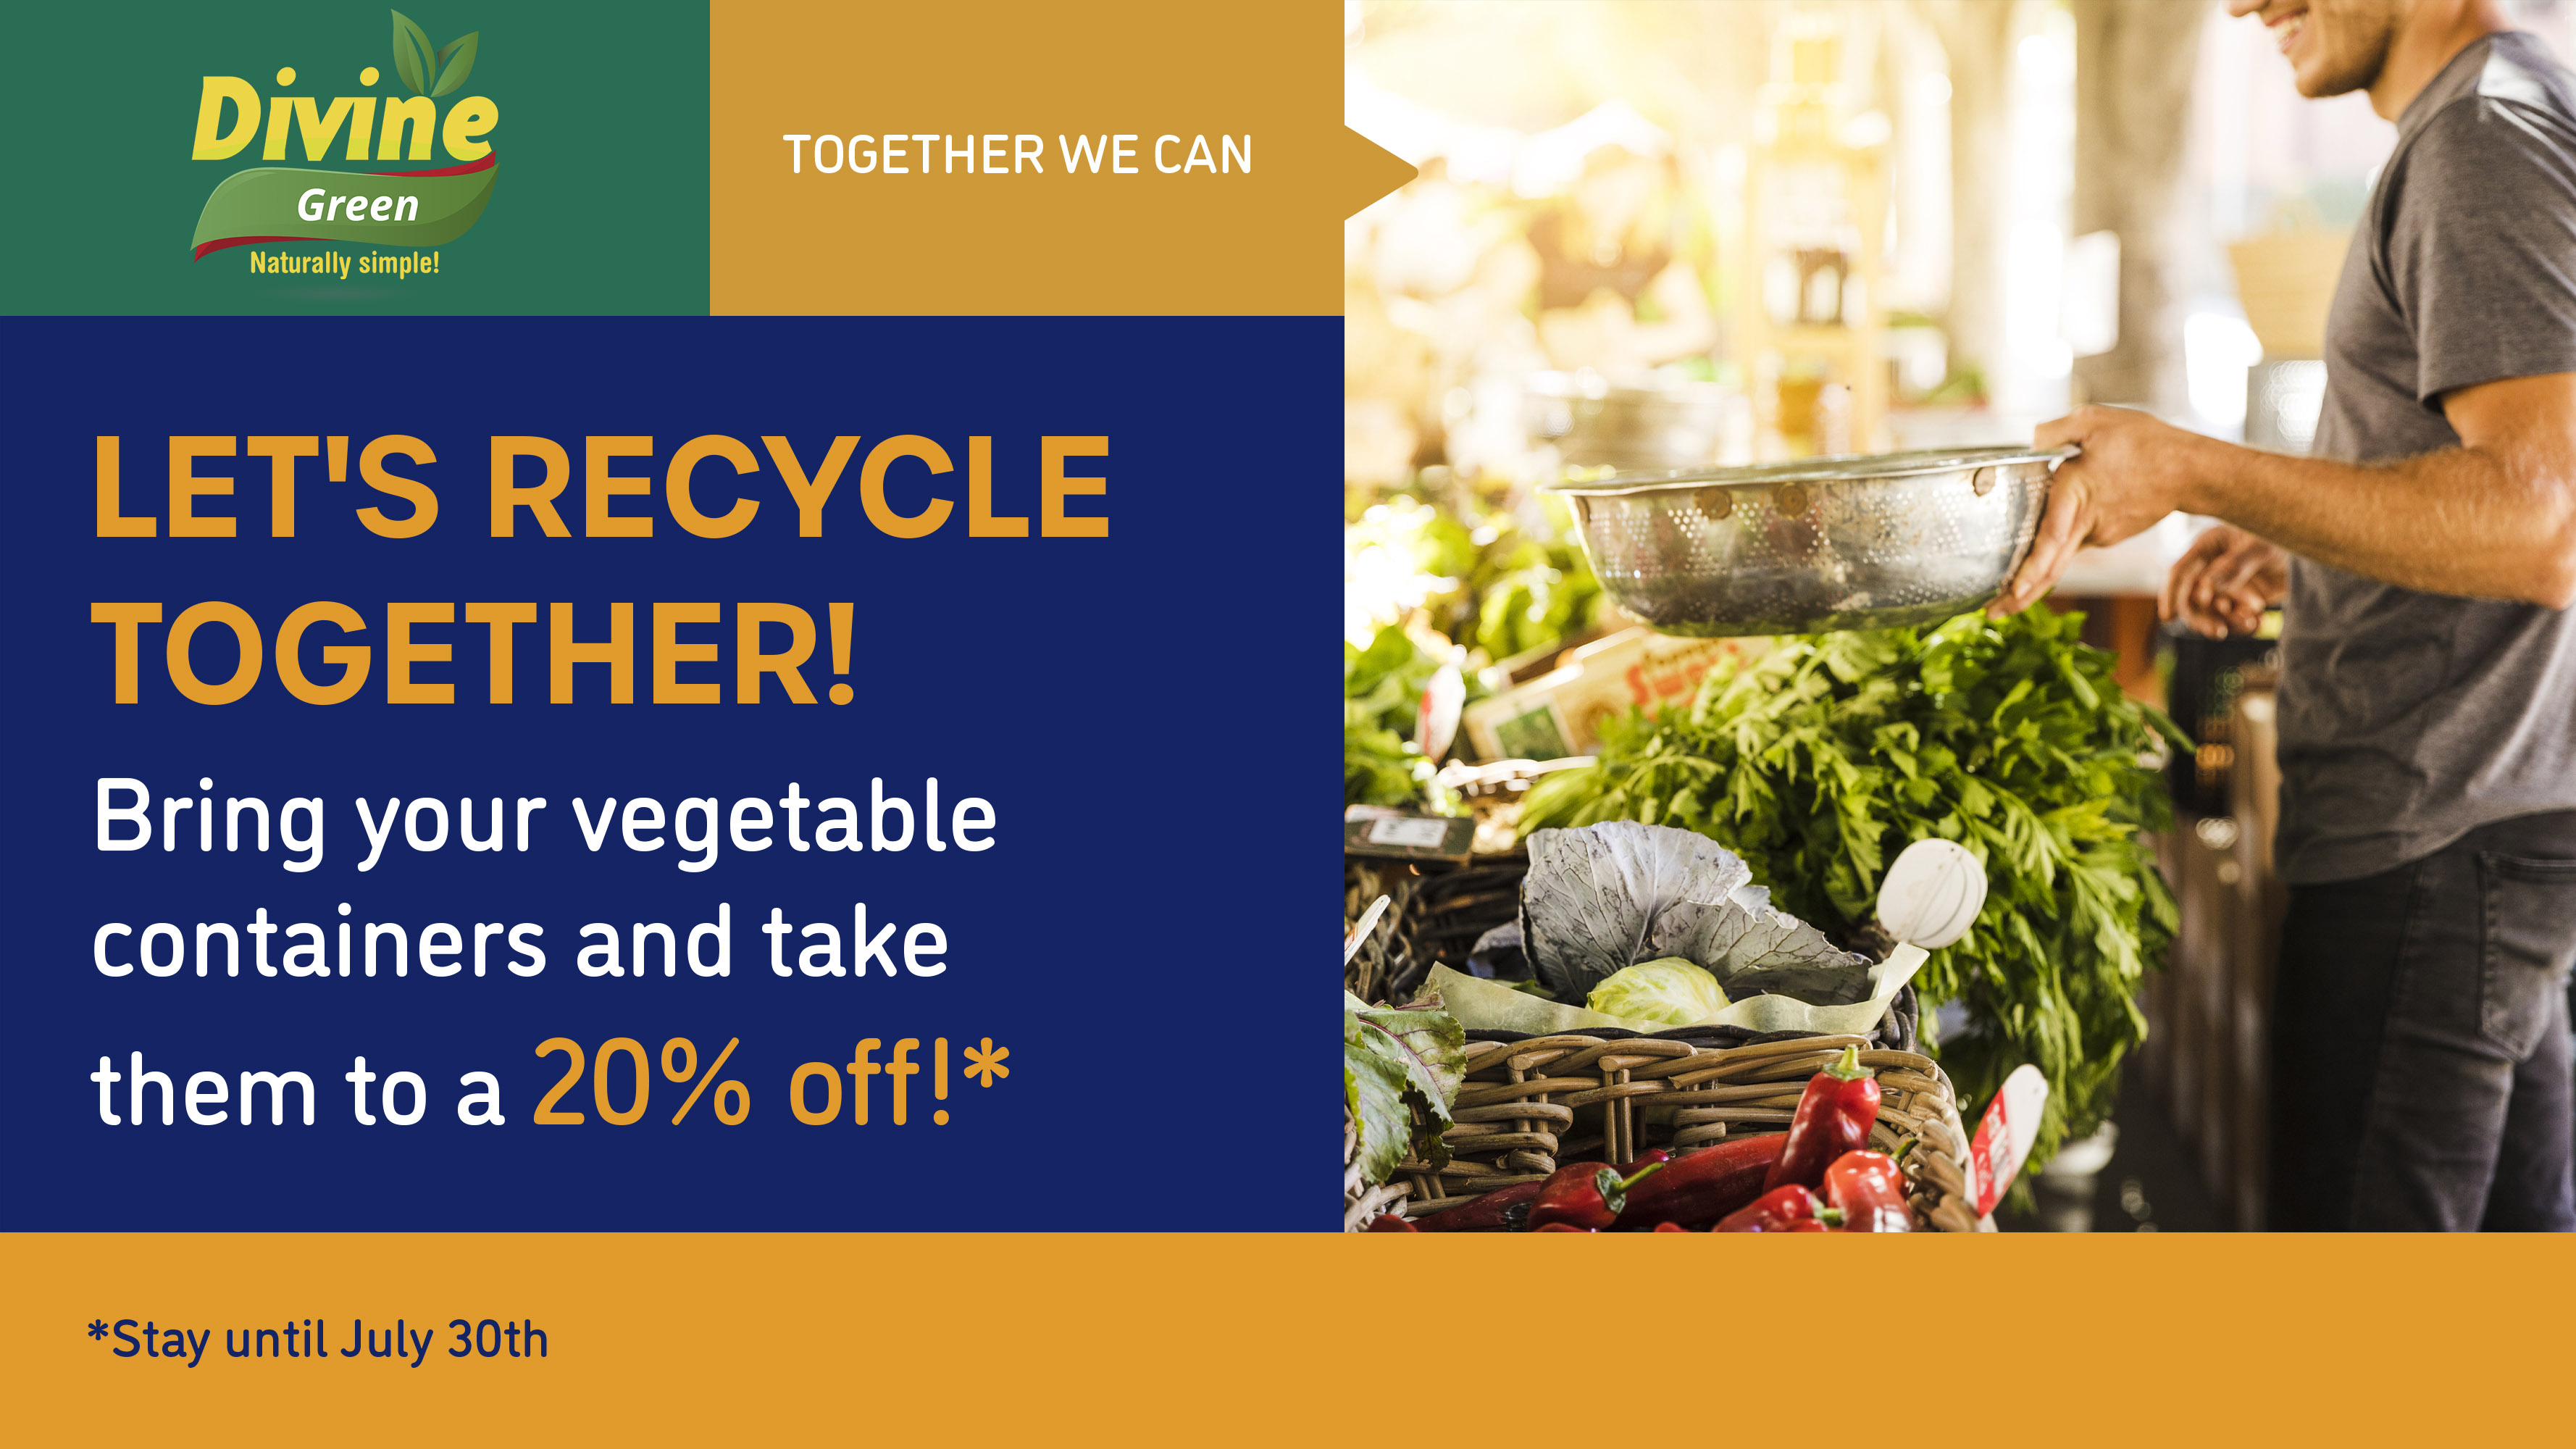 Divine
Green
Naturally simple!
TOGETHER WE CAN
LET'S RECYCLE
TOGETHER!
Bring your vegetable
containers and take
them to a 20% off!*
*Stay until July 30th